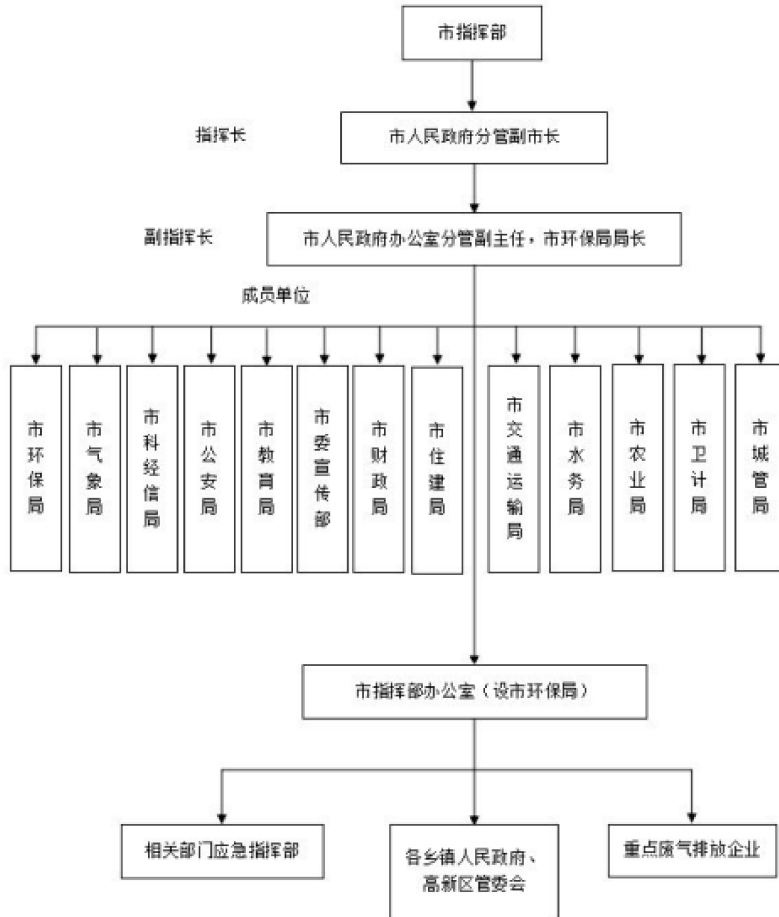 市指挥部
指挥长
市人民政府分管副市长
副指挥长
市人民政府办公室分管副主任，市环保局局长
成员单位
市环保局
市气象局
市科经信局
市公安局
市教育局
市委宣传部
市财政局
市住建局
市交通运输局
市水务局
市农业局
市卫计局
市城管局
市指挥部办公室（设市环保局）
相关部门应急指挥部
各乡镇人民政府、
高新区管委会
重点废气排放企业